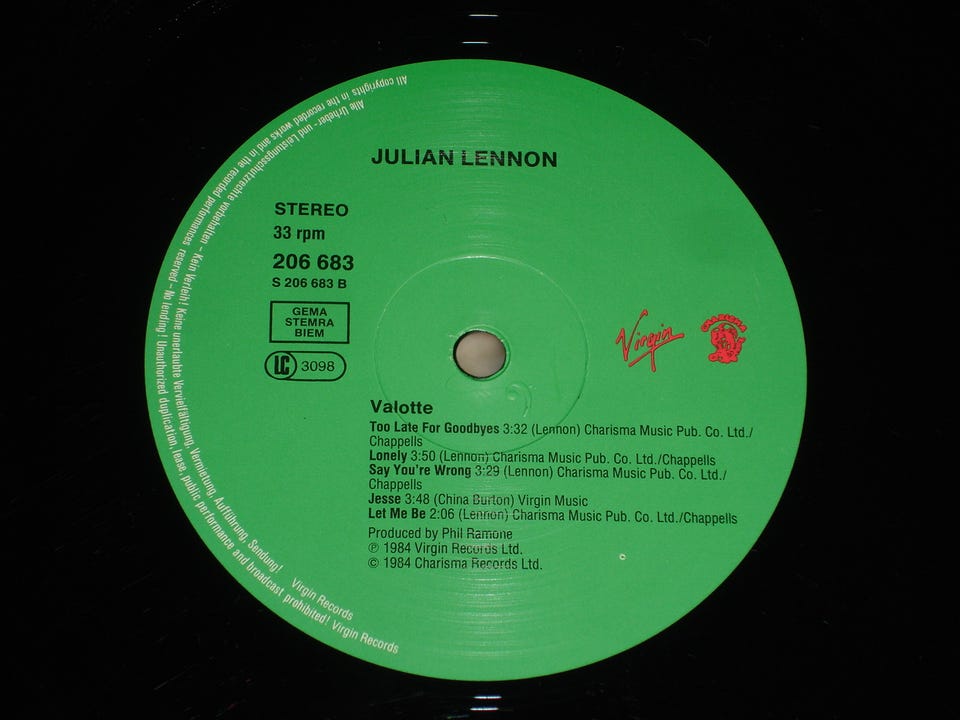 JULIAN LENNON
STEREO
33 rpm
206 683
S 206 683 B
GEMA
STEMRA
BIEM
LC 3098
Virgin
CHARISMA
Valotte
Too Late For Goodbyes 3:32 (Lennon) Charisma Music Pub. Co. Ltd./
Chappells
Lonely 3:50 (Lennon) Charisma Music Pub. Co. Ltd./Chappells
Say You're Wrong 3:29 (Lennon) Charisma Music Pub. Co. Ltd./
Chappells
Jesse 3:48 (China Burton) Virgin Music
Let Me Be 2:06 (Lennon) Charisma Music Pub. Co. Ltd./Chappells
Produced by Phil Ramone
℗ 1984 Virgin Records Ltd.
© 1984 Charisma Records Ltd.
Alle Urheber- und Leistungsschutzrechte vorbehalten – Kein Verleih! Keine unerlaubte Vervielfältigung, Vermietung, Aufführung, Sendung! Virgin Records
All copyrights in the recorded works and in the recorded performances reserved – No lending! Unauthorized duplication, lease, public performance and broadcast prohibited! Virgin Records